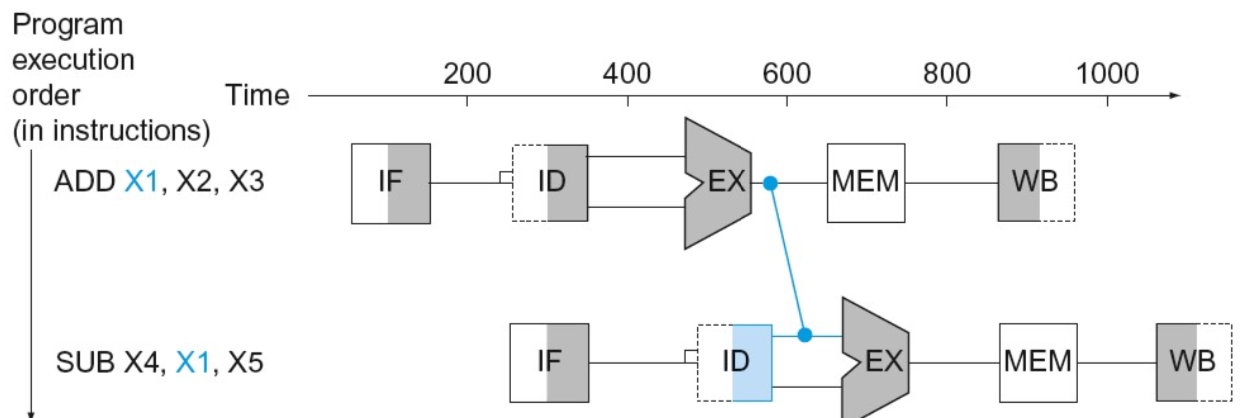 Program
execution
order
(in instructions)
Time
200 400 600 800 1000
ADD X1, X2, X3
IF ID EX MEM WB
SUB X4, X1, X5
IF ID EX MEM WB